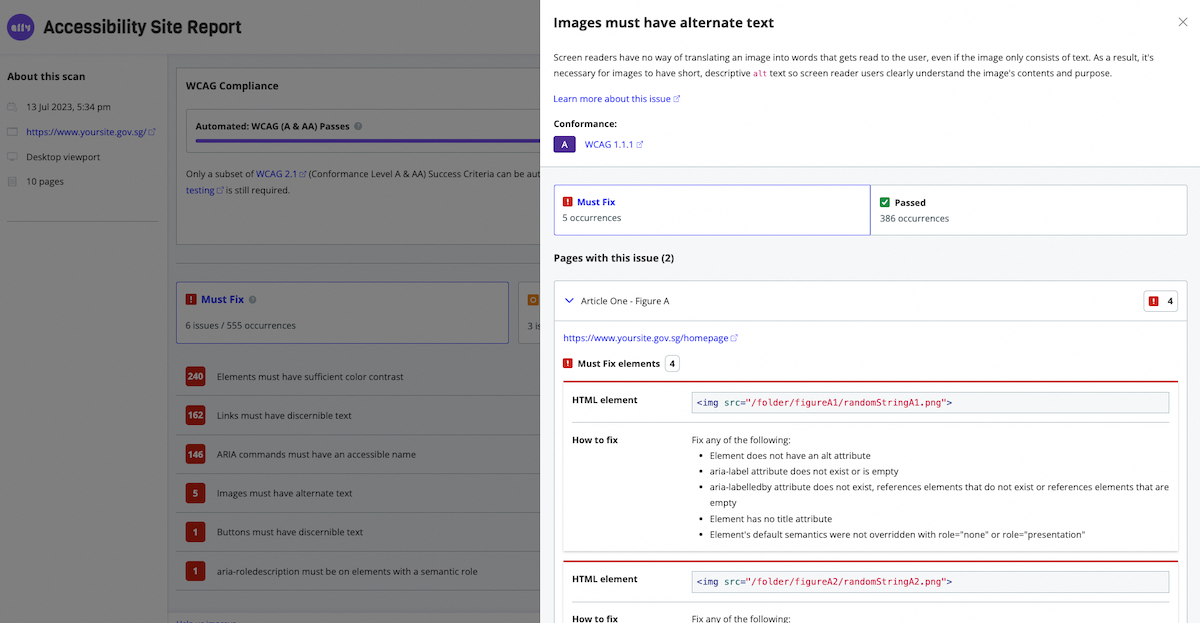 a11y Accessibility Site Report
About this scan
13 Jul 2023, 5:34 pm
https://www.yoursite.gov.sg/
Desktop viewport
10 pages
WCAG Compliance
Automated: WCAG (A & AA) Passes
Only a subset of WCAG 2.1 (Conformance Level A & AA) Success Criteria can be aut
testing is still required.
Must Fix
6 issues / 555 occurrences
3 is
240 Elements must have sufficient color contrast
162 Links must have discernible text
146 ARIA commands must have an accessible name
5 Images must have alternate text
1 Buttons must have discernible text
1 aria-roledescription must be on elements with a semantic role
Images must have alternate text
Screen readers have no way of translating an image into words that gets read to the user, even if the image only consists of text. As a result, it's
necessary for images to have short, descriptive alt text so screen reader users clearly understand the image's contents and purpose.
Learn more about this issue
Conformance:
A WCAG 1.1.1
Must Fix
5 occurrences
Passed
386 occurrences
Pages with this issue (2)
Article One - Figure A 4
https://www.yoursite.gov.sg/homepage
Must Fix elements 4
HTML element <img src="/folder/figureA1/randomStringA1.png">
How to fix Fix any of the following:
• Element does not have an alt attribute
• aria-label attribute does not exist or is empty
• aria-labelledby attribute does not exist, references elements that do not exist or references elements that are
empty
• Element has no title attribute
• Element's default semantics were not overridden with role="none" or role="presentation"
HTML element <img src="/folder/figureA2/randomStringA2.png">
How to fix Fix any of the following: